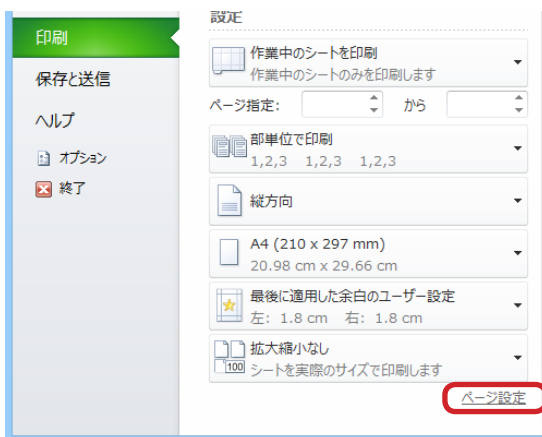 印刷
保存と送信
ヘルプ
オプション
終了
設定
作業中のシートを印刷
作業中のシートのみを印刷します
ページ指定: から
部単位で印刷
1,2,3 1,2,3 1,2,3
縦方向
A4 (210 x 297 mm)
20.98 cm x 29.66 cm
最後に適用した余白のユーザー設定
左: 1.8 cm 右: 1.8 cm
拡大縮小なし
100
シートを実際のサイズで印刷します
ページ設定